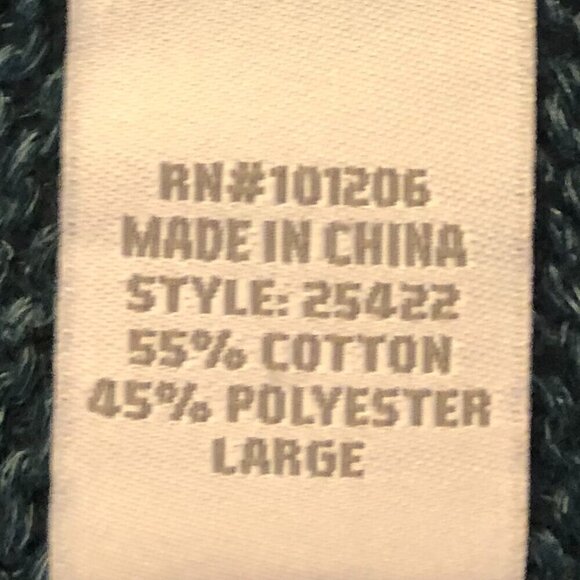 RN#101206
MADE IN CHINA
STYLE: 25422
55% COTTON
45% POLYESTER
LARGE